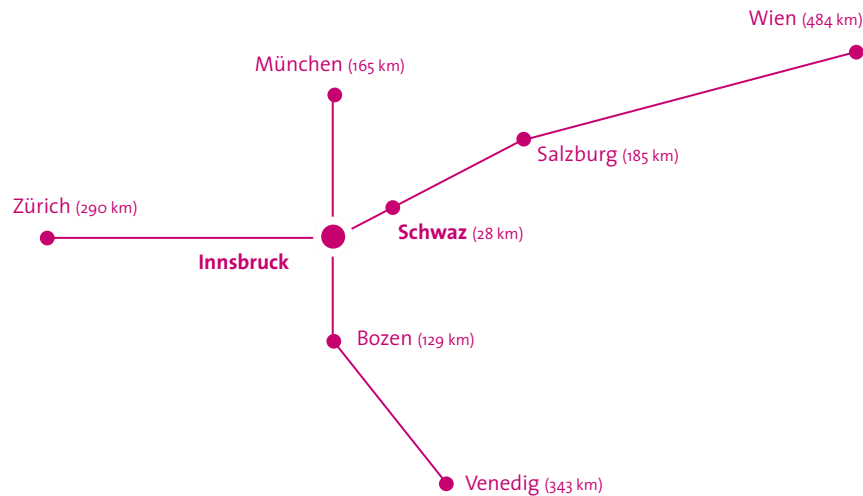 Wien (484 km)
München (165 km)
Salzburg (185 km)
Zürich (290 km)
Schwaz (28 km)
Innsbruck
Bozen (129 km)
Venedig (343 km)